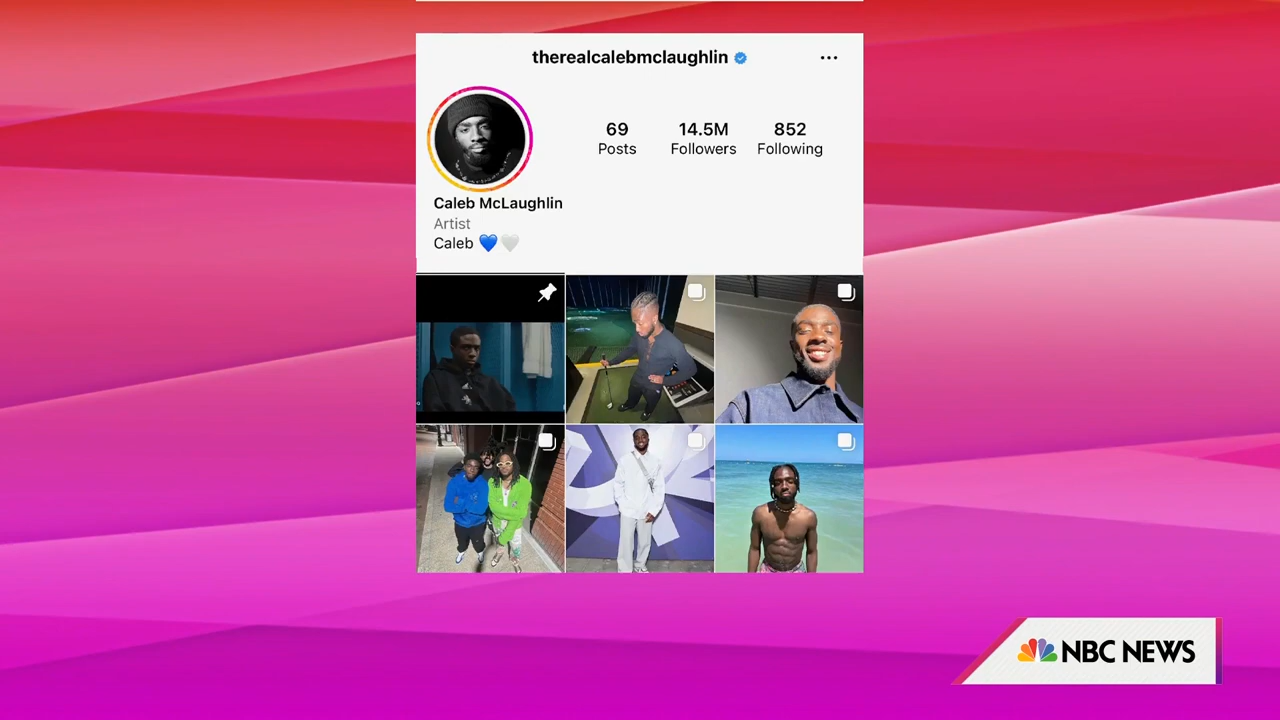 therealcalebmclaughlin
69 14.5M 852
Posts Followers Following
Caleb McLaughlin
Artist
Caleb 💙🤍
NBC NEWS